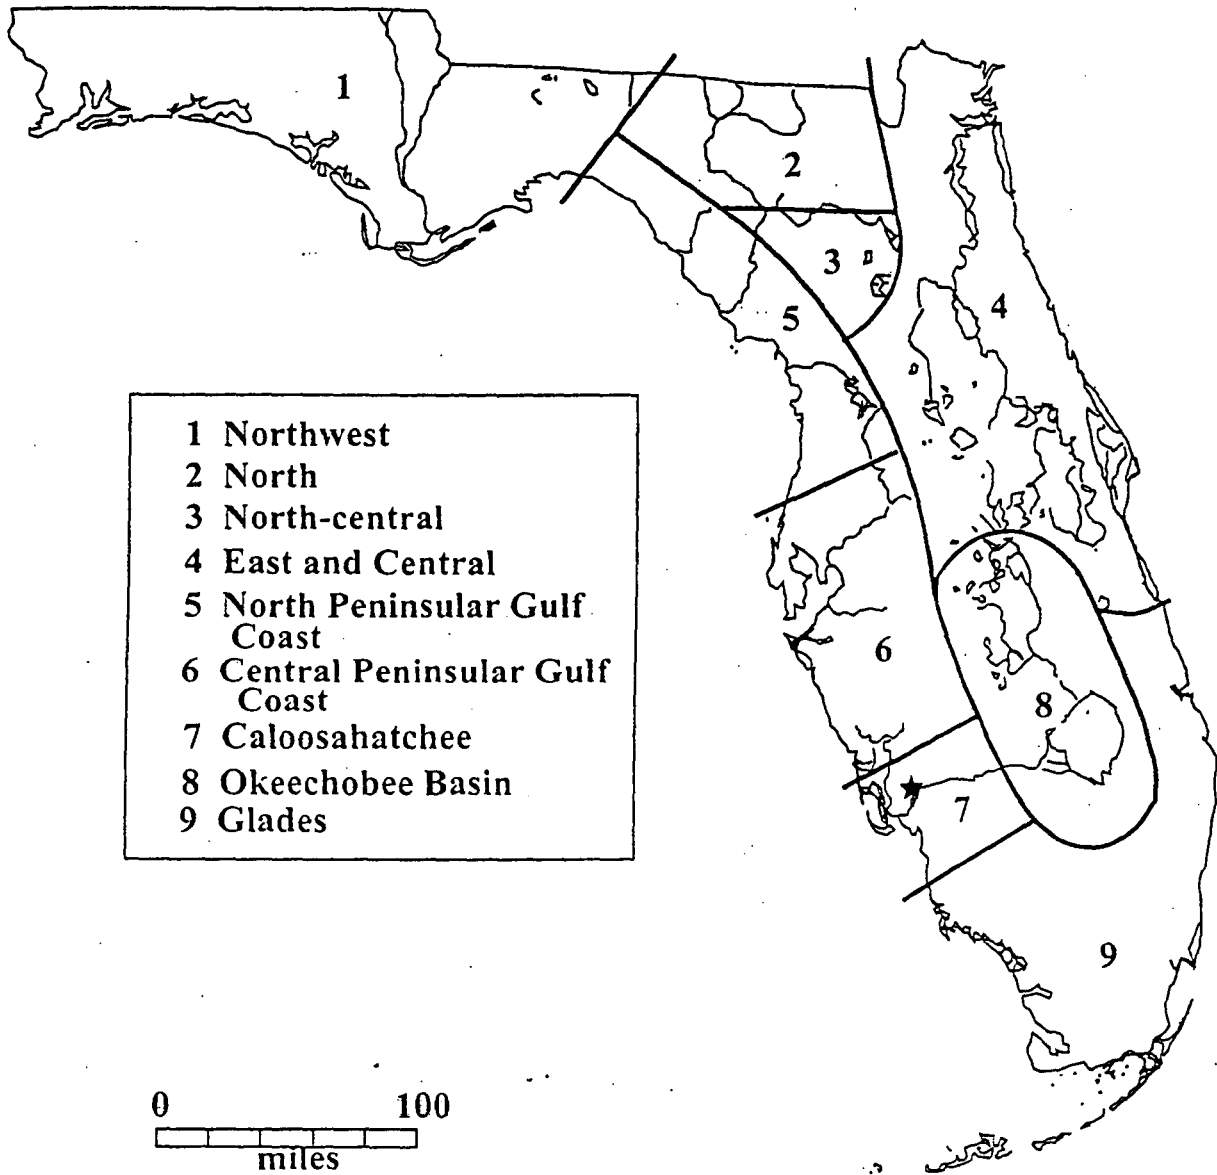 1
2
3
4
5
1 Northwest
2 North
3 North-central
4 East and Central
5 North Peninsular Gulf
Coast
6 Central Peninsular Gulf
Coast
7 Caloosahatchee
8 Okeechobee Basin
9 Glades
6
8
7
9
0 100
miles